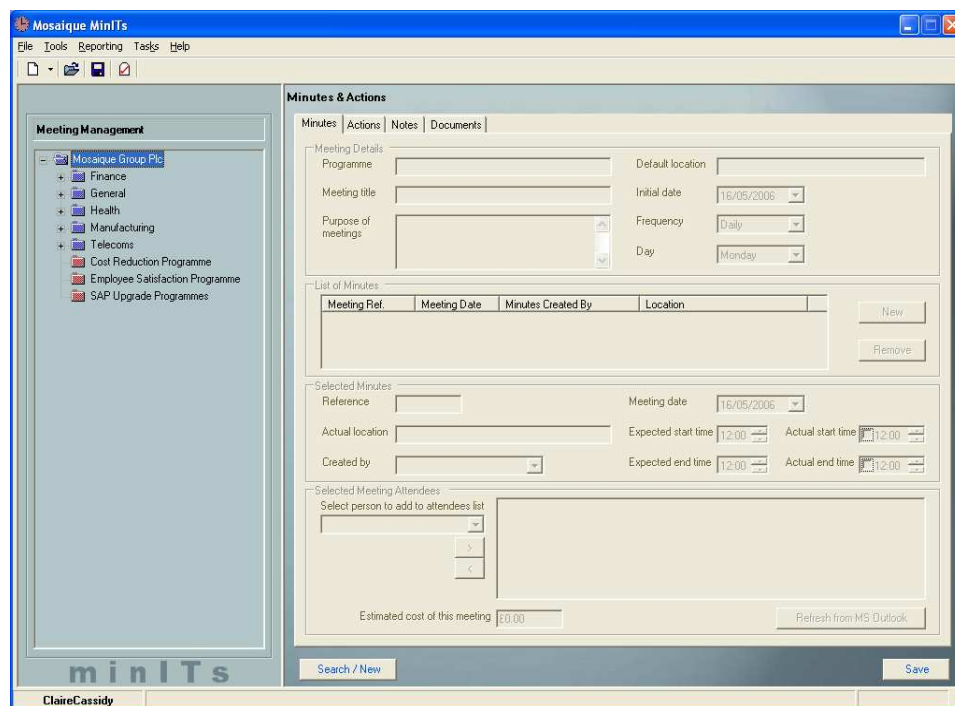 Mosaique MinITs
File Tools Reporting Tasks Help
Meeting Management
Mosaique Group Plc
Finance
General
Health
Manufacturing
Telecoms
Cost Reduction Programme
Employee Satisfaction Programme
SAP Upgrade Programmes
minITs
Minutes & Actions
Minutes Actions Notes Documents
Meeting Details
Programme
Default location
Meeting title
Initial date 16/05/2006
Purpose of meetings
Frequency Daily
Day Monday
List of Minutes
Meeting Ref. Meeting Date Minutes Created By Location
New
Remove
Selected Minutes
Reference
Meeting date 16/05/2006
Actual location
Expected start time 12:00 Actual start time 12:00
Created by
Expected end time 12:00 Actual end time 12:00
Selected Meeting Attendees
Select person to add to attendees list
>
<
Estimated cost of this meeting £0.00
Refresh from MS Outlook
Search / New
Save
ClaireCassidy